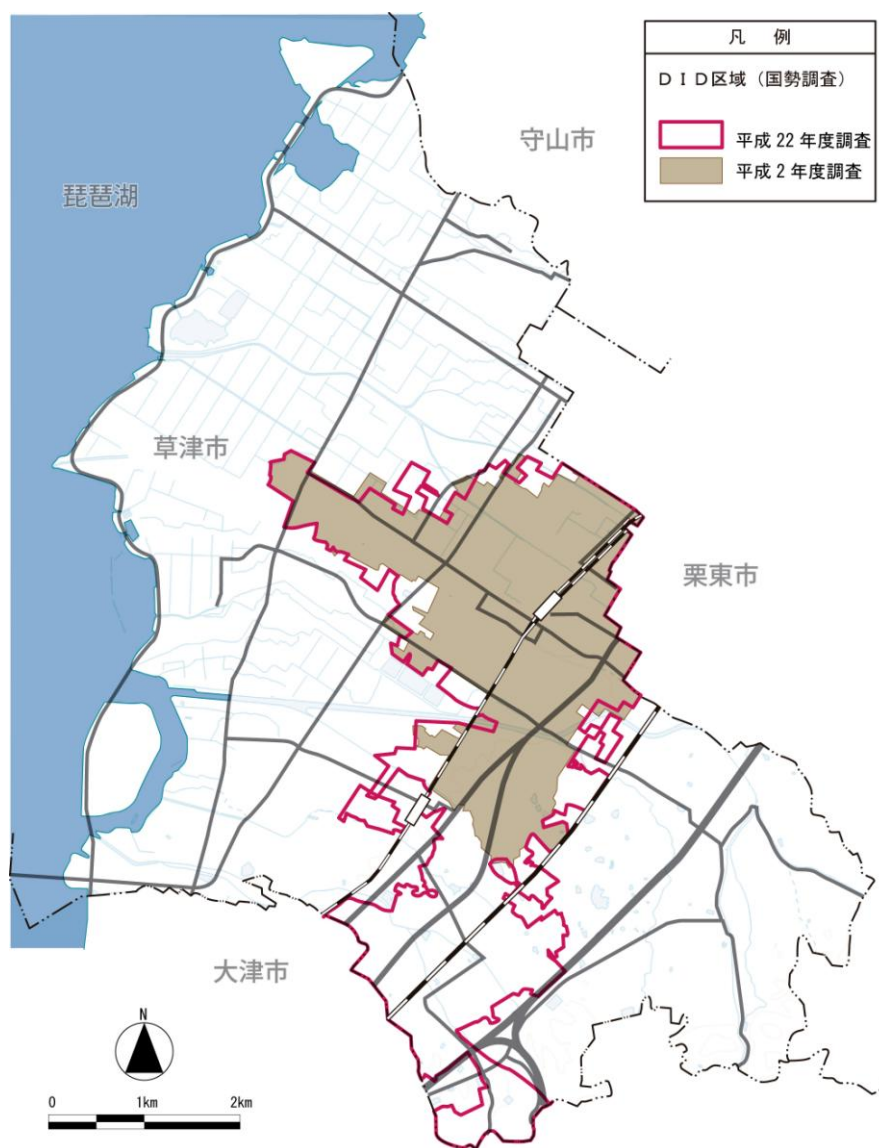 凡 例
DID区域（国勢調査）
平成22年度調査
平成2年度調査
守山市
琵琶湖
草津市
栗東市
大津市
N
0 1km 2km